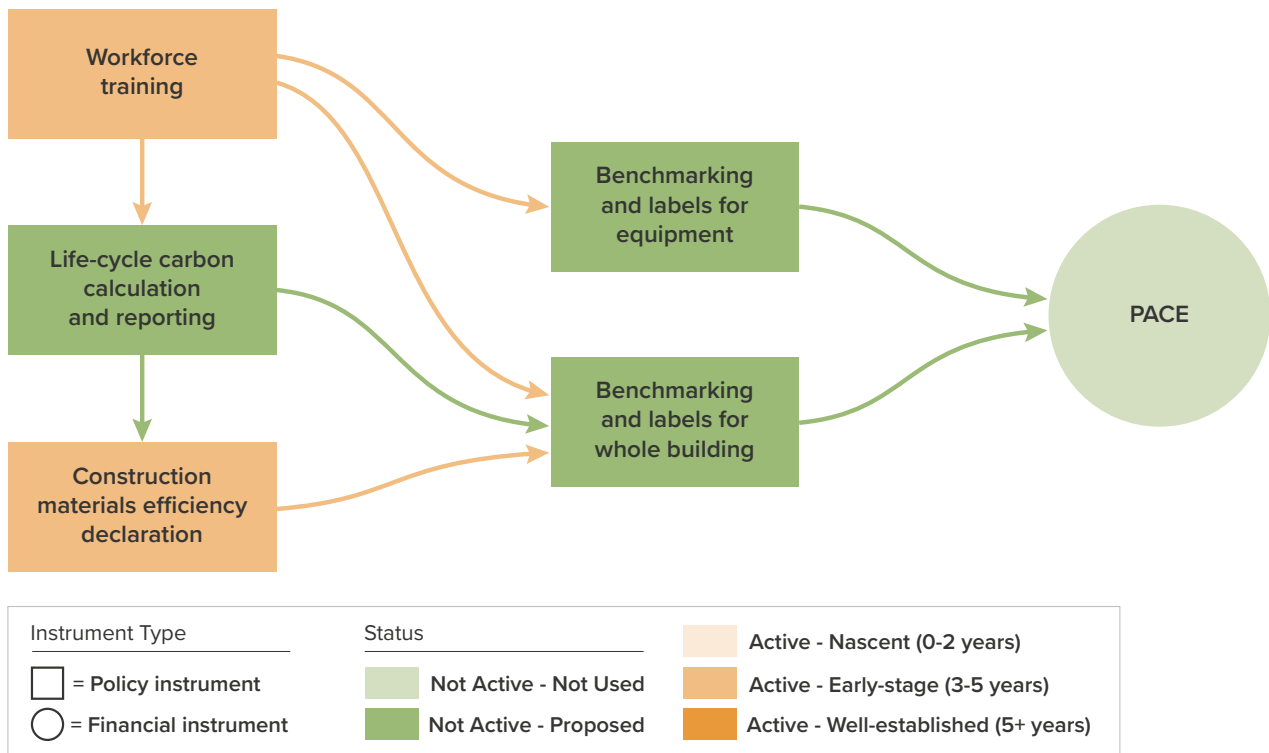 Workforce
training
Life-cycle carbon
calculation
and reporting
Construction
materials efficiency
declaration
Benchmarking
and labels for
equipment
Benchmarking
and labels for
whole building
PACE
Instrument Type
= Policy instrument
= Financial instrument
Status
Not Active - Not Used
Not Active - Proposed
Active - Nascent (0-2 years)
Active - Early-stage (3-5 years)
Active - Well-established (5+ years)